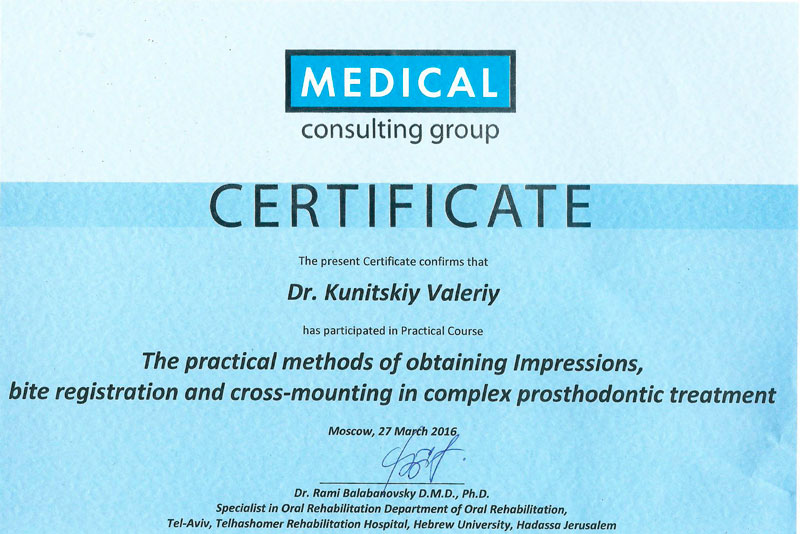 MEDICAL
consulting group
CERTIFICATE
The present Certificate confirms that
Dr. Kunitskiy Valeriy
has participated in Practical Course
The practical methods of obtaining Impressions,
bite registration and cross-mounting in complex prosthodontic treatment
Moscow, 27 March 2016
Dr. Rami Balabanovsky D.M.D., Ph.D.
Specialist in Oral Rehabilitation Department of Oral Rehabilitation,
Tel-Aviv, Telhashomer Rehabilitation Hospital, Hebrew University, Hadassa Jerusalem